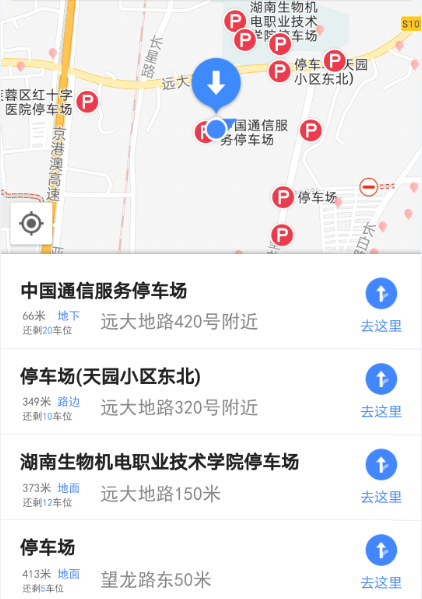 湖南生物机
电职业技术
学院停车场
S103
长星路
远大
停车
天园
小区东北)
芙蓉区红十字
医院停车场
P
京港澳高速
中国通信服
务停车场
停车场
中国通信服务停车场
66米 地下
还剩20车位
远大地路420号附近
去这里
停车场(天园小区东北)
349米 路边
还剩10车位
远大地路320号附近
去这里
湖南生物机电职业技术学院停车场
373米 地面
还剩12车位
远大地路150米
去这里
停车场
413米 地面
还剩5车位
望龙路东50米
去这里